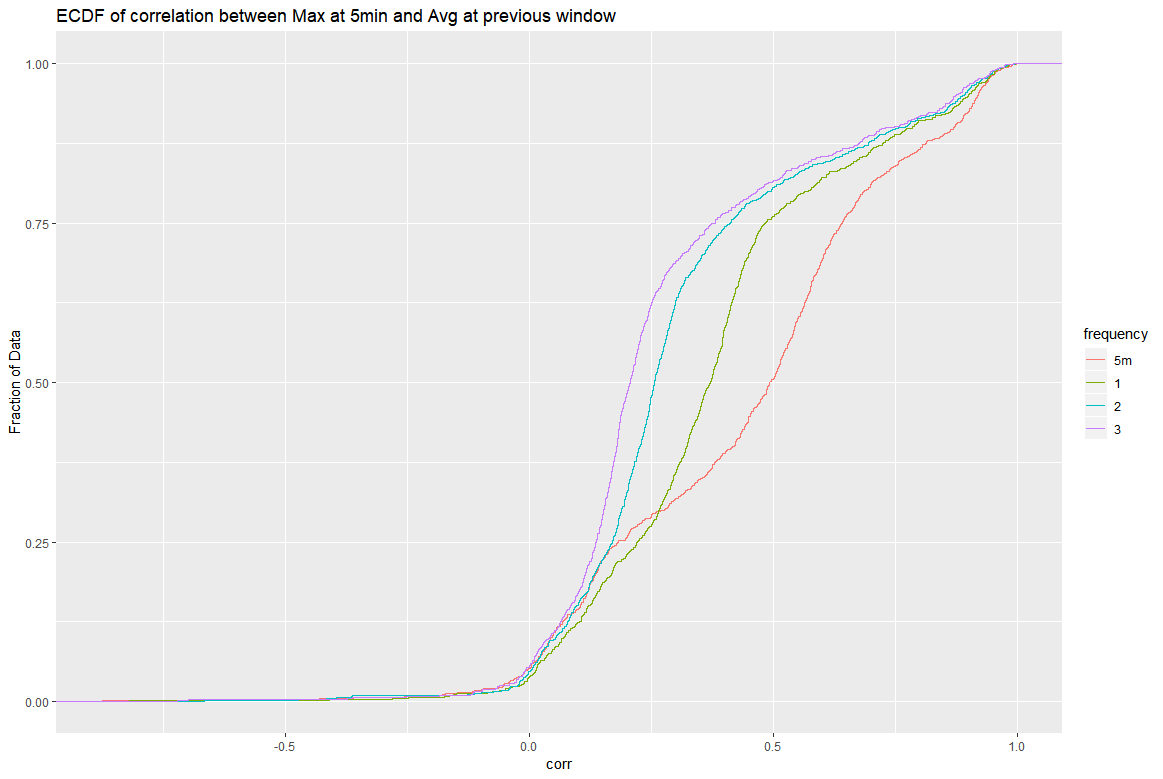 ECDF of correlation between Max at 5min and Avg at previous window
1.00
0.75
0.50
0.25
0.00
Fraction of Data
-0.5
0.0
0.5
1.0
corr
frequency
5m
1
2
3